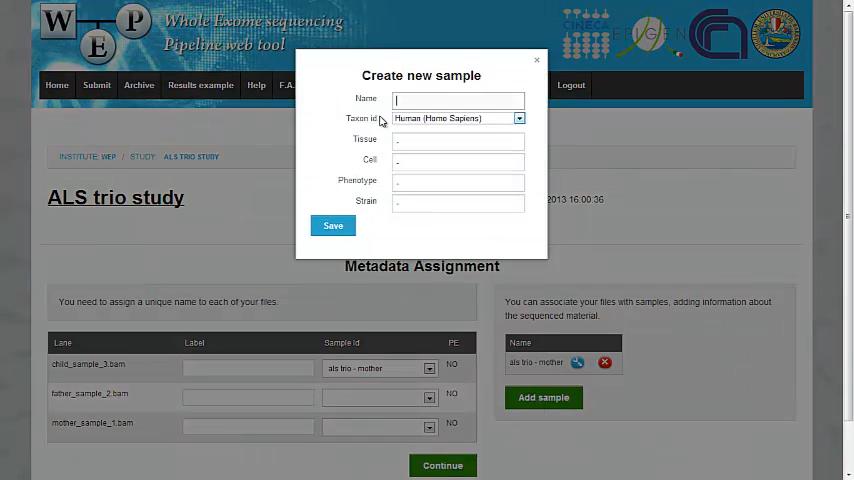 W E P
Whole Exome sequencing
Pipeline web tool
CINECA
EPIGEN
Home Submit Archive Results example Help F.A. Logout
×
Create new sample
Name
Taxon id Human (Homo Sapiens)
Tissue -
Cell -
Phenotype -
Strain -
Save
INSTITUTE: WEP / STUDY: ALS TRIO STUDY
ALS trio study
2013 16:00:36
Metadata Assignment
You need to assign a unique name to each of your files.
Lane Label Sample Id PE
child_sample_3.bam als trio - mother NO
father_sample_2.bam NO
mother_sample_1.bam NO
Continue
You can associate your files with samples, adding information about
the sequenced material.
Name
als trio - mother
Add sample